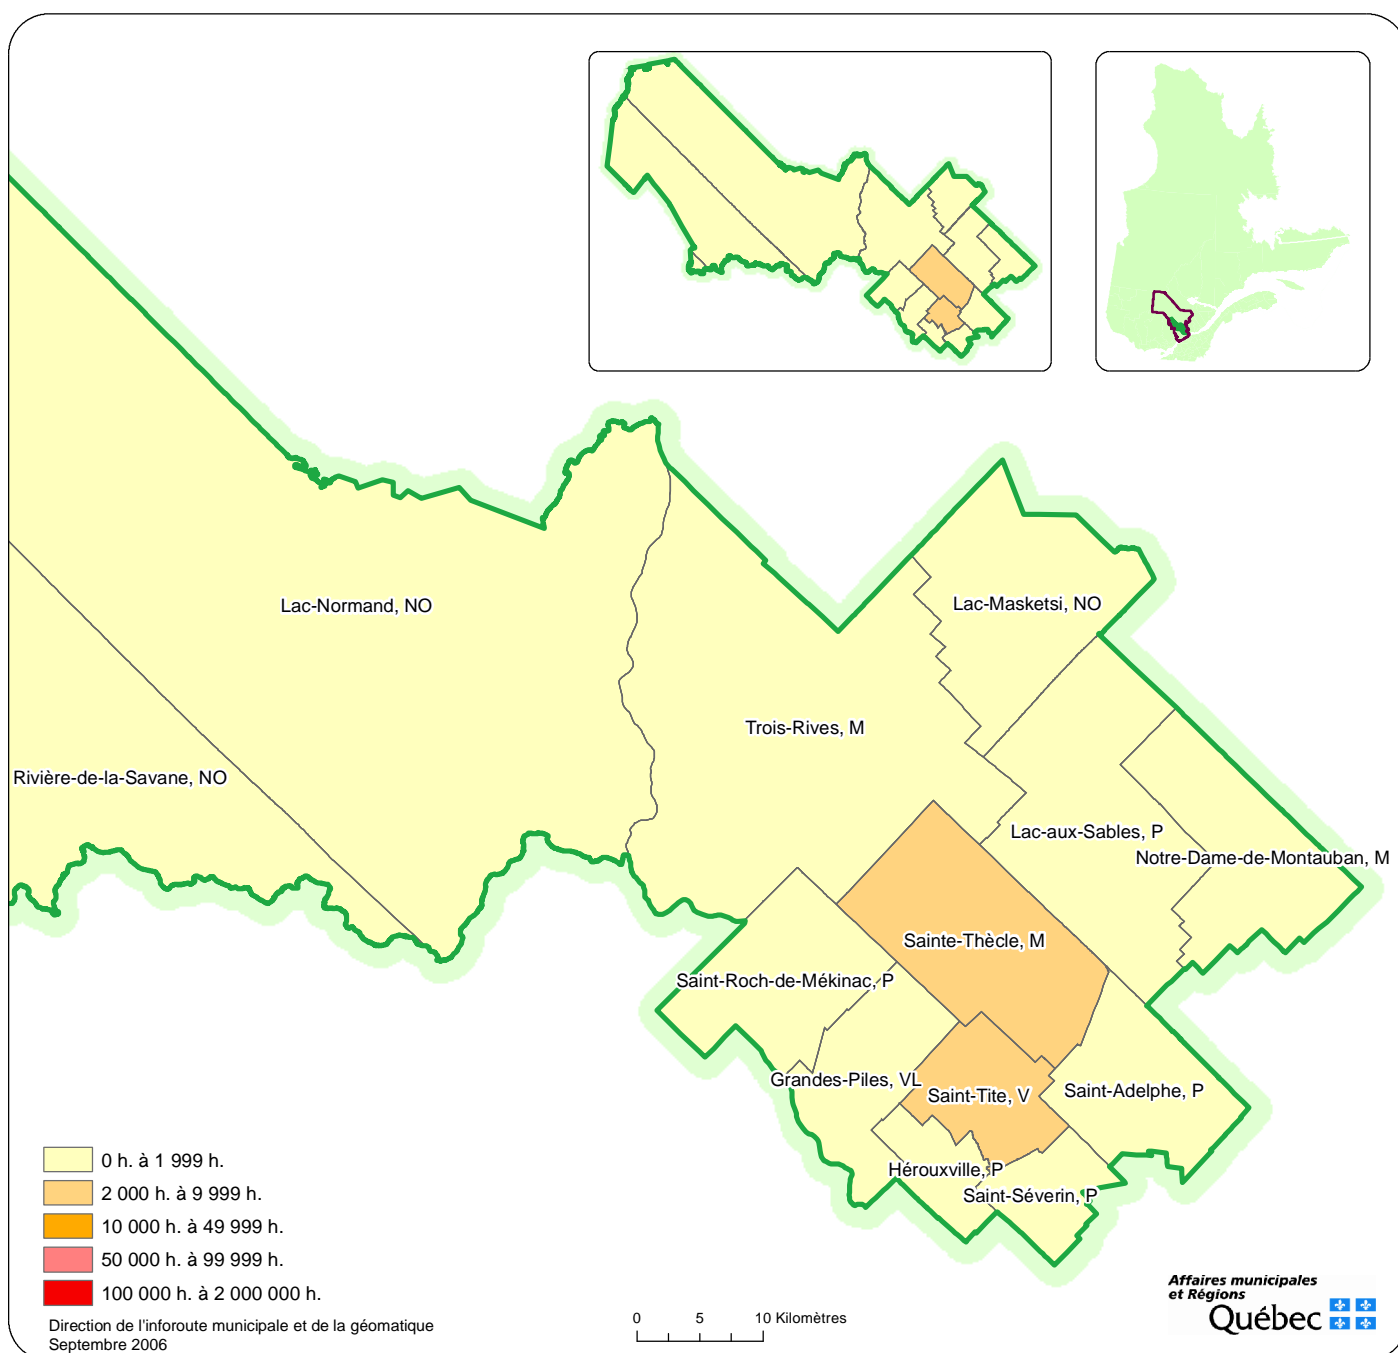 Lac-Normand, NO
Lac-Masketsi, NO
Trois-Rives, M
Rivière-de-la-Savane, NO
Lac-aux-Sables, P
Notre-Dame-de-Montauban, M
Sainte-Thècle, M
Saint-Roch-de-Mékinac, P
Grandes-Piles, VL
Saint-Tite, V
Saint-Adelphe, P
Hérouxville, P
Saint-Séverin, P
0 h. à 1 999 h.
2 000 h. à 9 999 h.
10 000 h. à 49 999 h.
50 000 h. à 99 999 h.
100 000 h. à 2 000 000 h.
Direction de l'inforoute municipale et de la géomatique
Septembre 2006
0 5 10 Kilomètres
Affaires municipales
et Régions
Québec